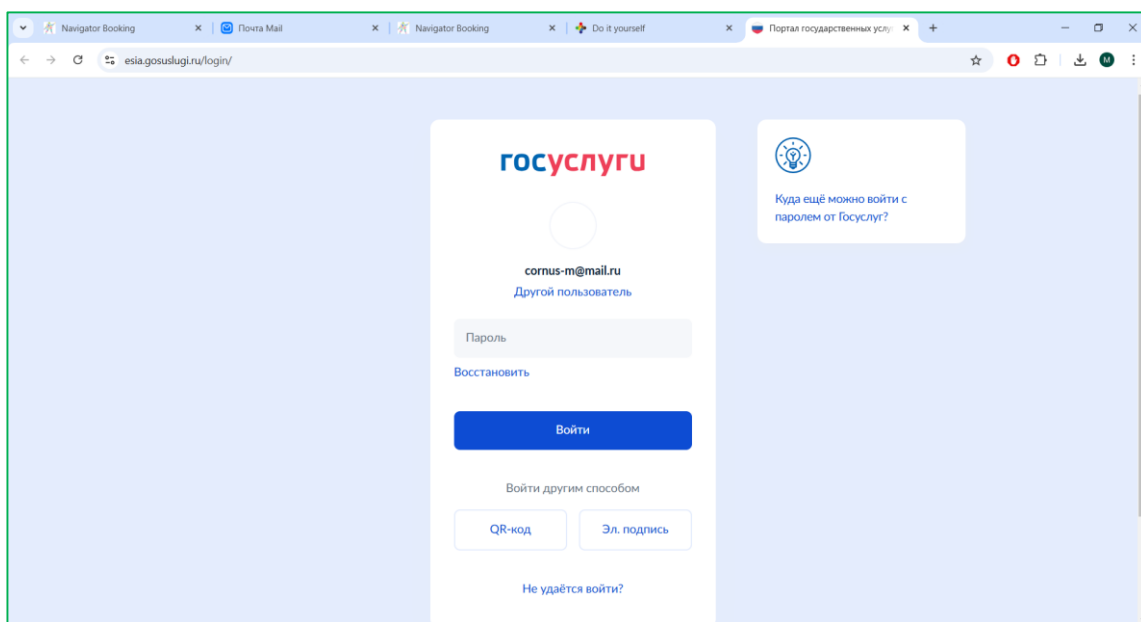 Navigator Booking
Почта Mail
Navigator Booking
Do it yourself
Портал государственных услу
esia.gosuslugi.ru/login/
M
госуслуги
Куда ещё можно войти с
паролем от Госуслуг?
cornus-m@mail.ru
Другой пользователь
Пароль
Восстановить
Войти
Войти другим способом
QR-код
Эл. подпись
Не удаётся войти?